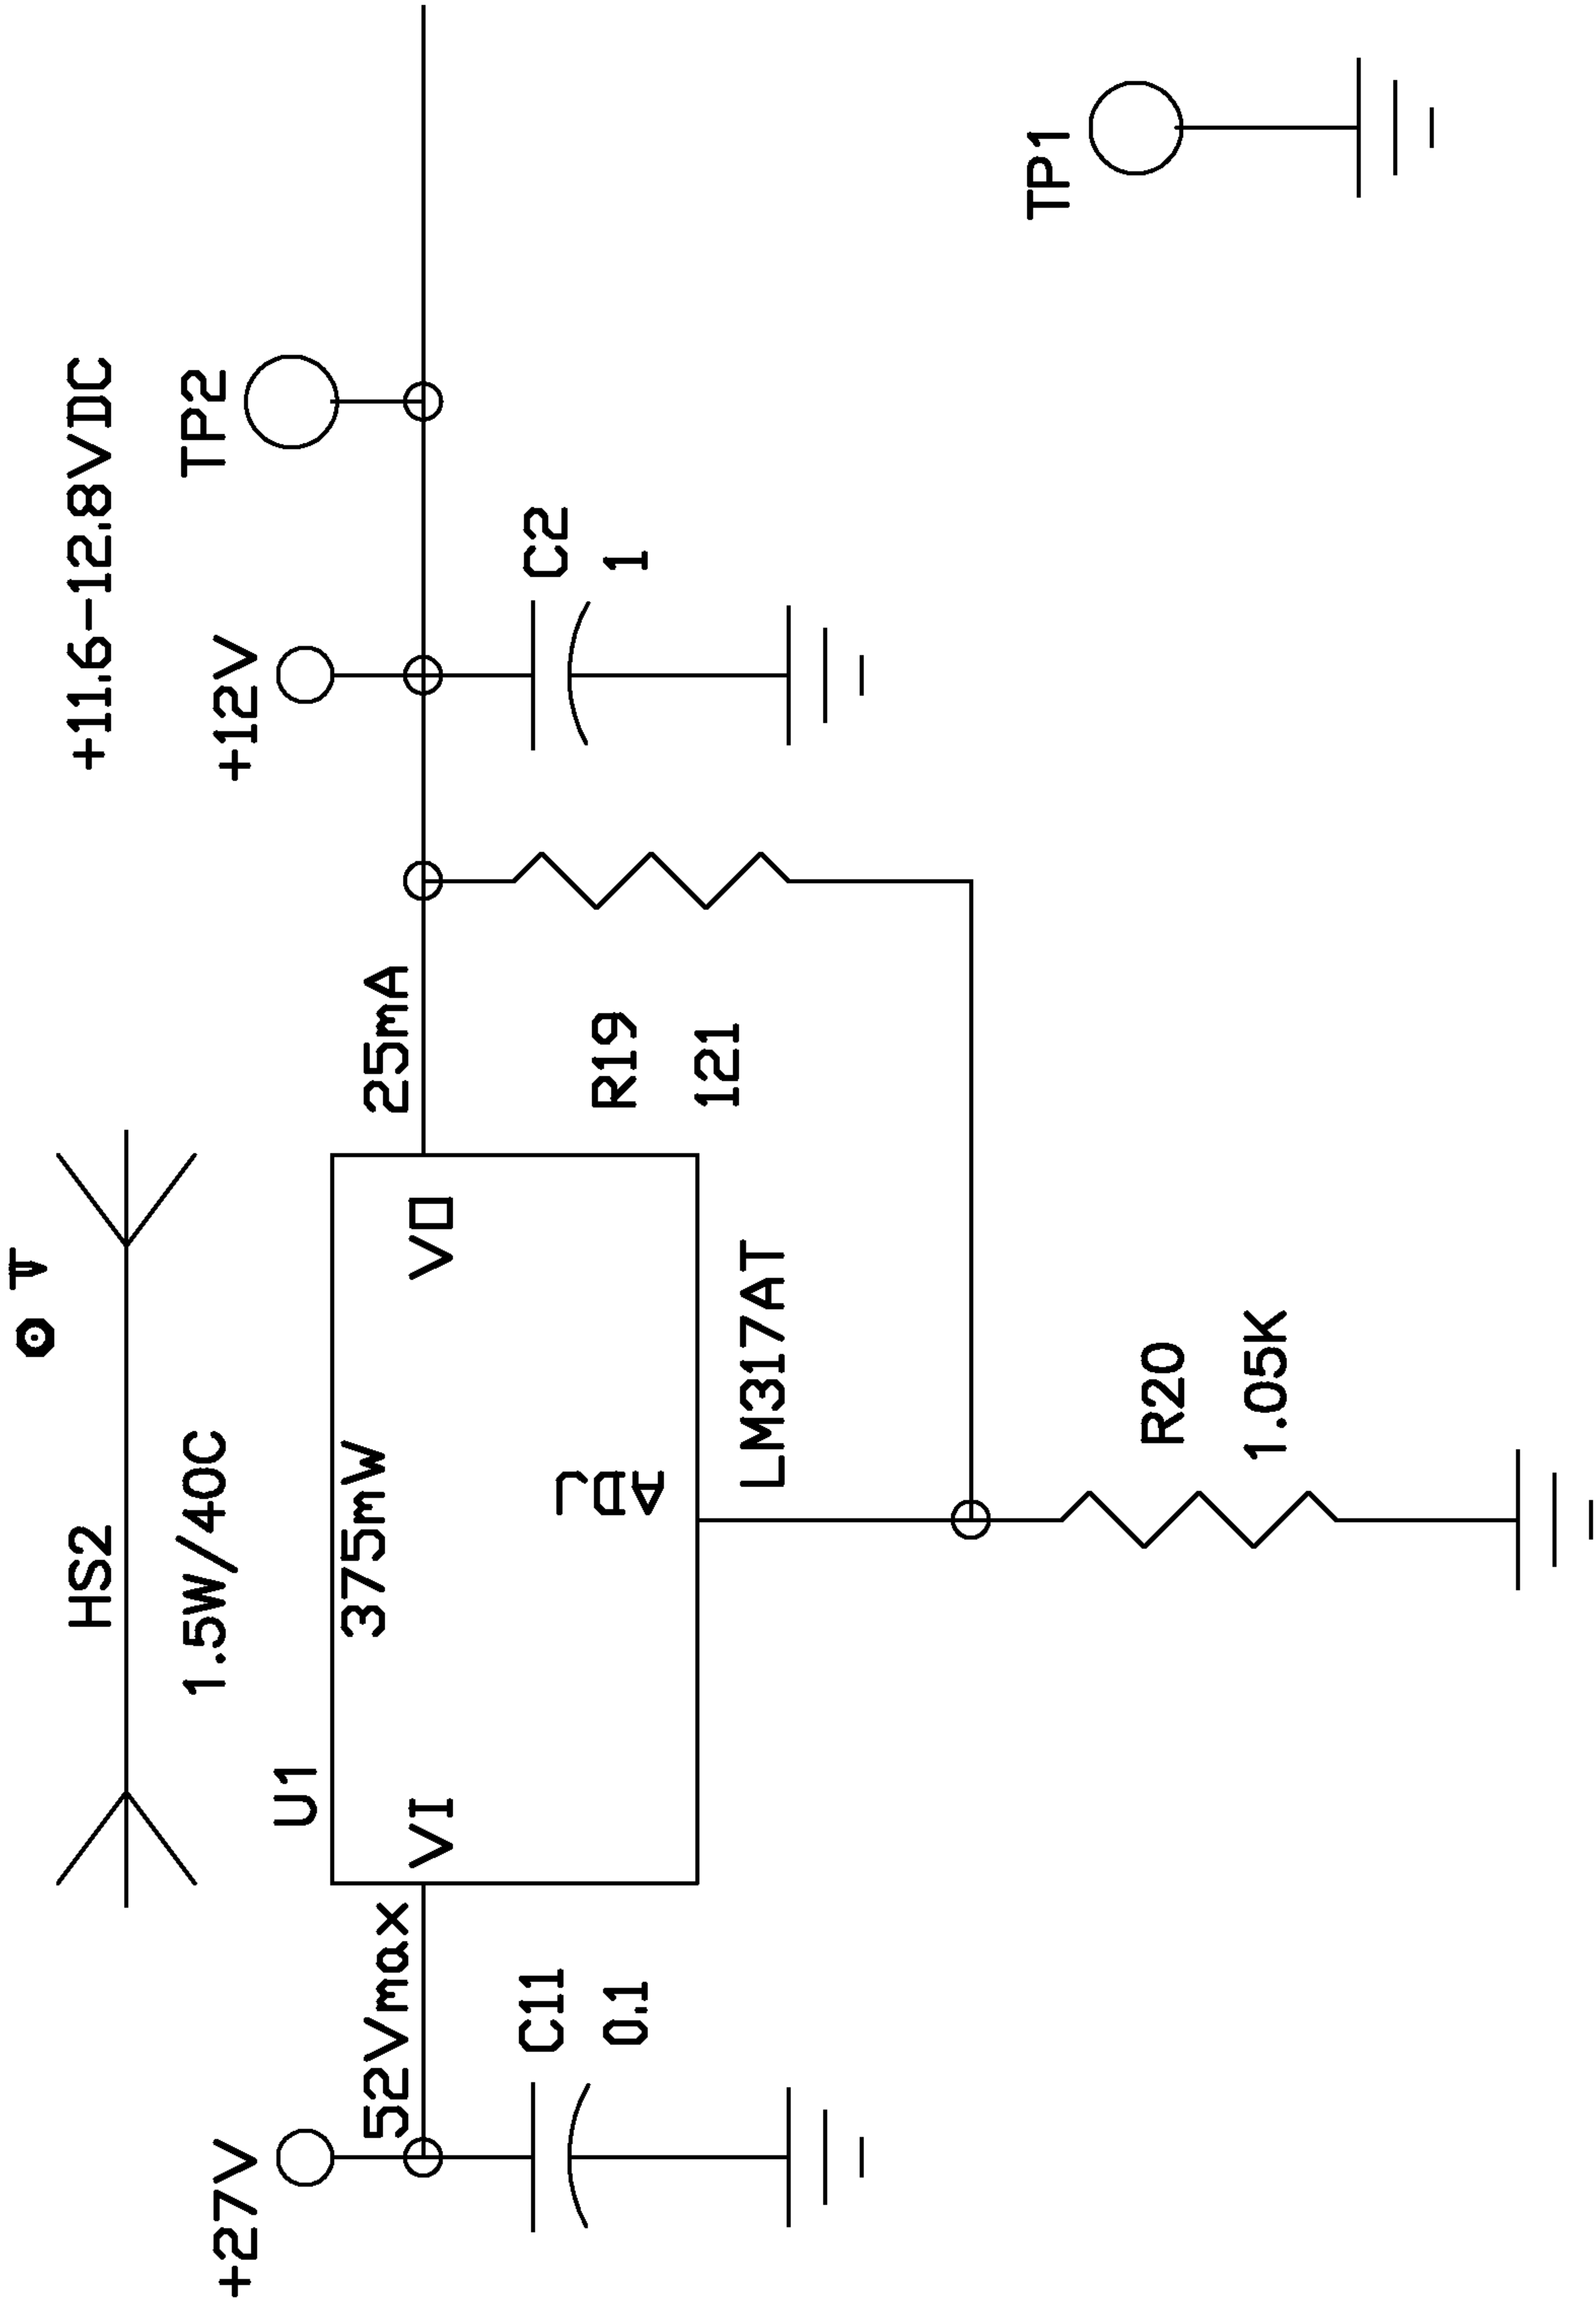 +11.6-12.8VDC
HS2
1.5W/40C
+27V
U1
+12V
TP2
52Vmax
375mW
25mA
VI
VO
C11
0.1
C2
1
R19
121
LM317AT
TP1
R20
1.05K